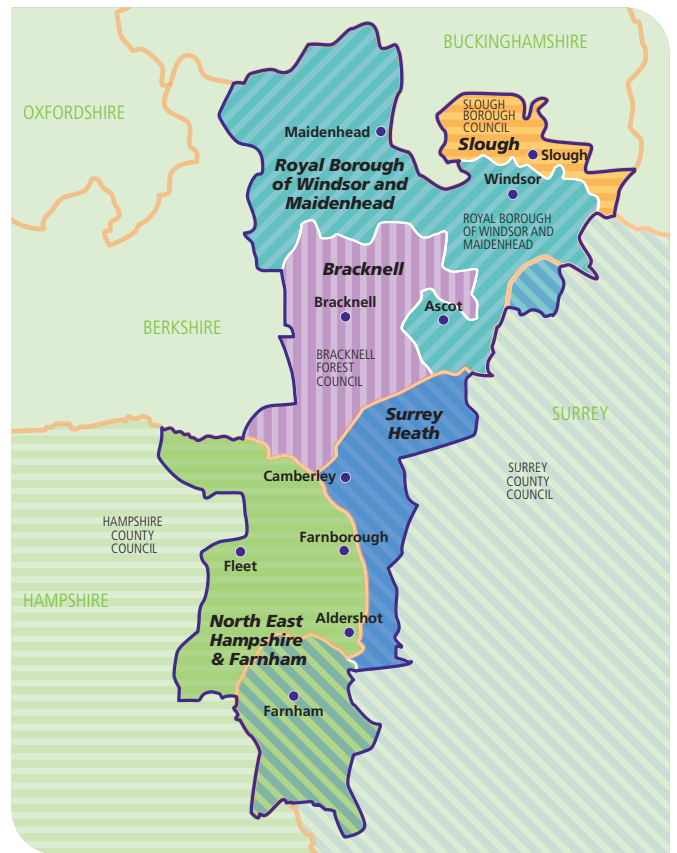 BUCKINGHAMSHIRE
OXFORDSHIRE
SLOUGH
BOROUGH
COUNCIL
Slough
Slough
Maidenhead
Royal Borough
of Windsor and
Maidenhead
Windsor
ROYAL BOROUGH
OF WINDSOR AND
MAIDENHEAD
Bracknell
Bracknell
Ascot
BERKSHIRE
BRACKNELL
FOREST
COUNCIL
Surrey
Heath
SURREY
SURREY
COUNTY
COUNCIL
Camberley
HAMPSHIRE
COUNTY
COUNCIL
Farnborough
Fleet
HAMPSHIRE
North East
Hampshire
& Farnham
Aldershot
Farnham